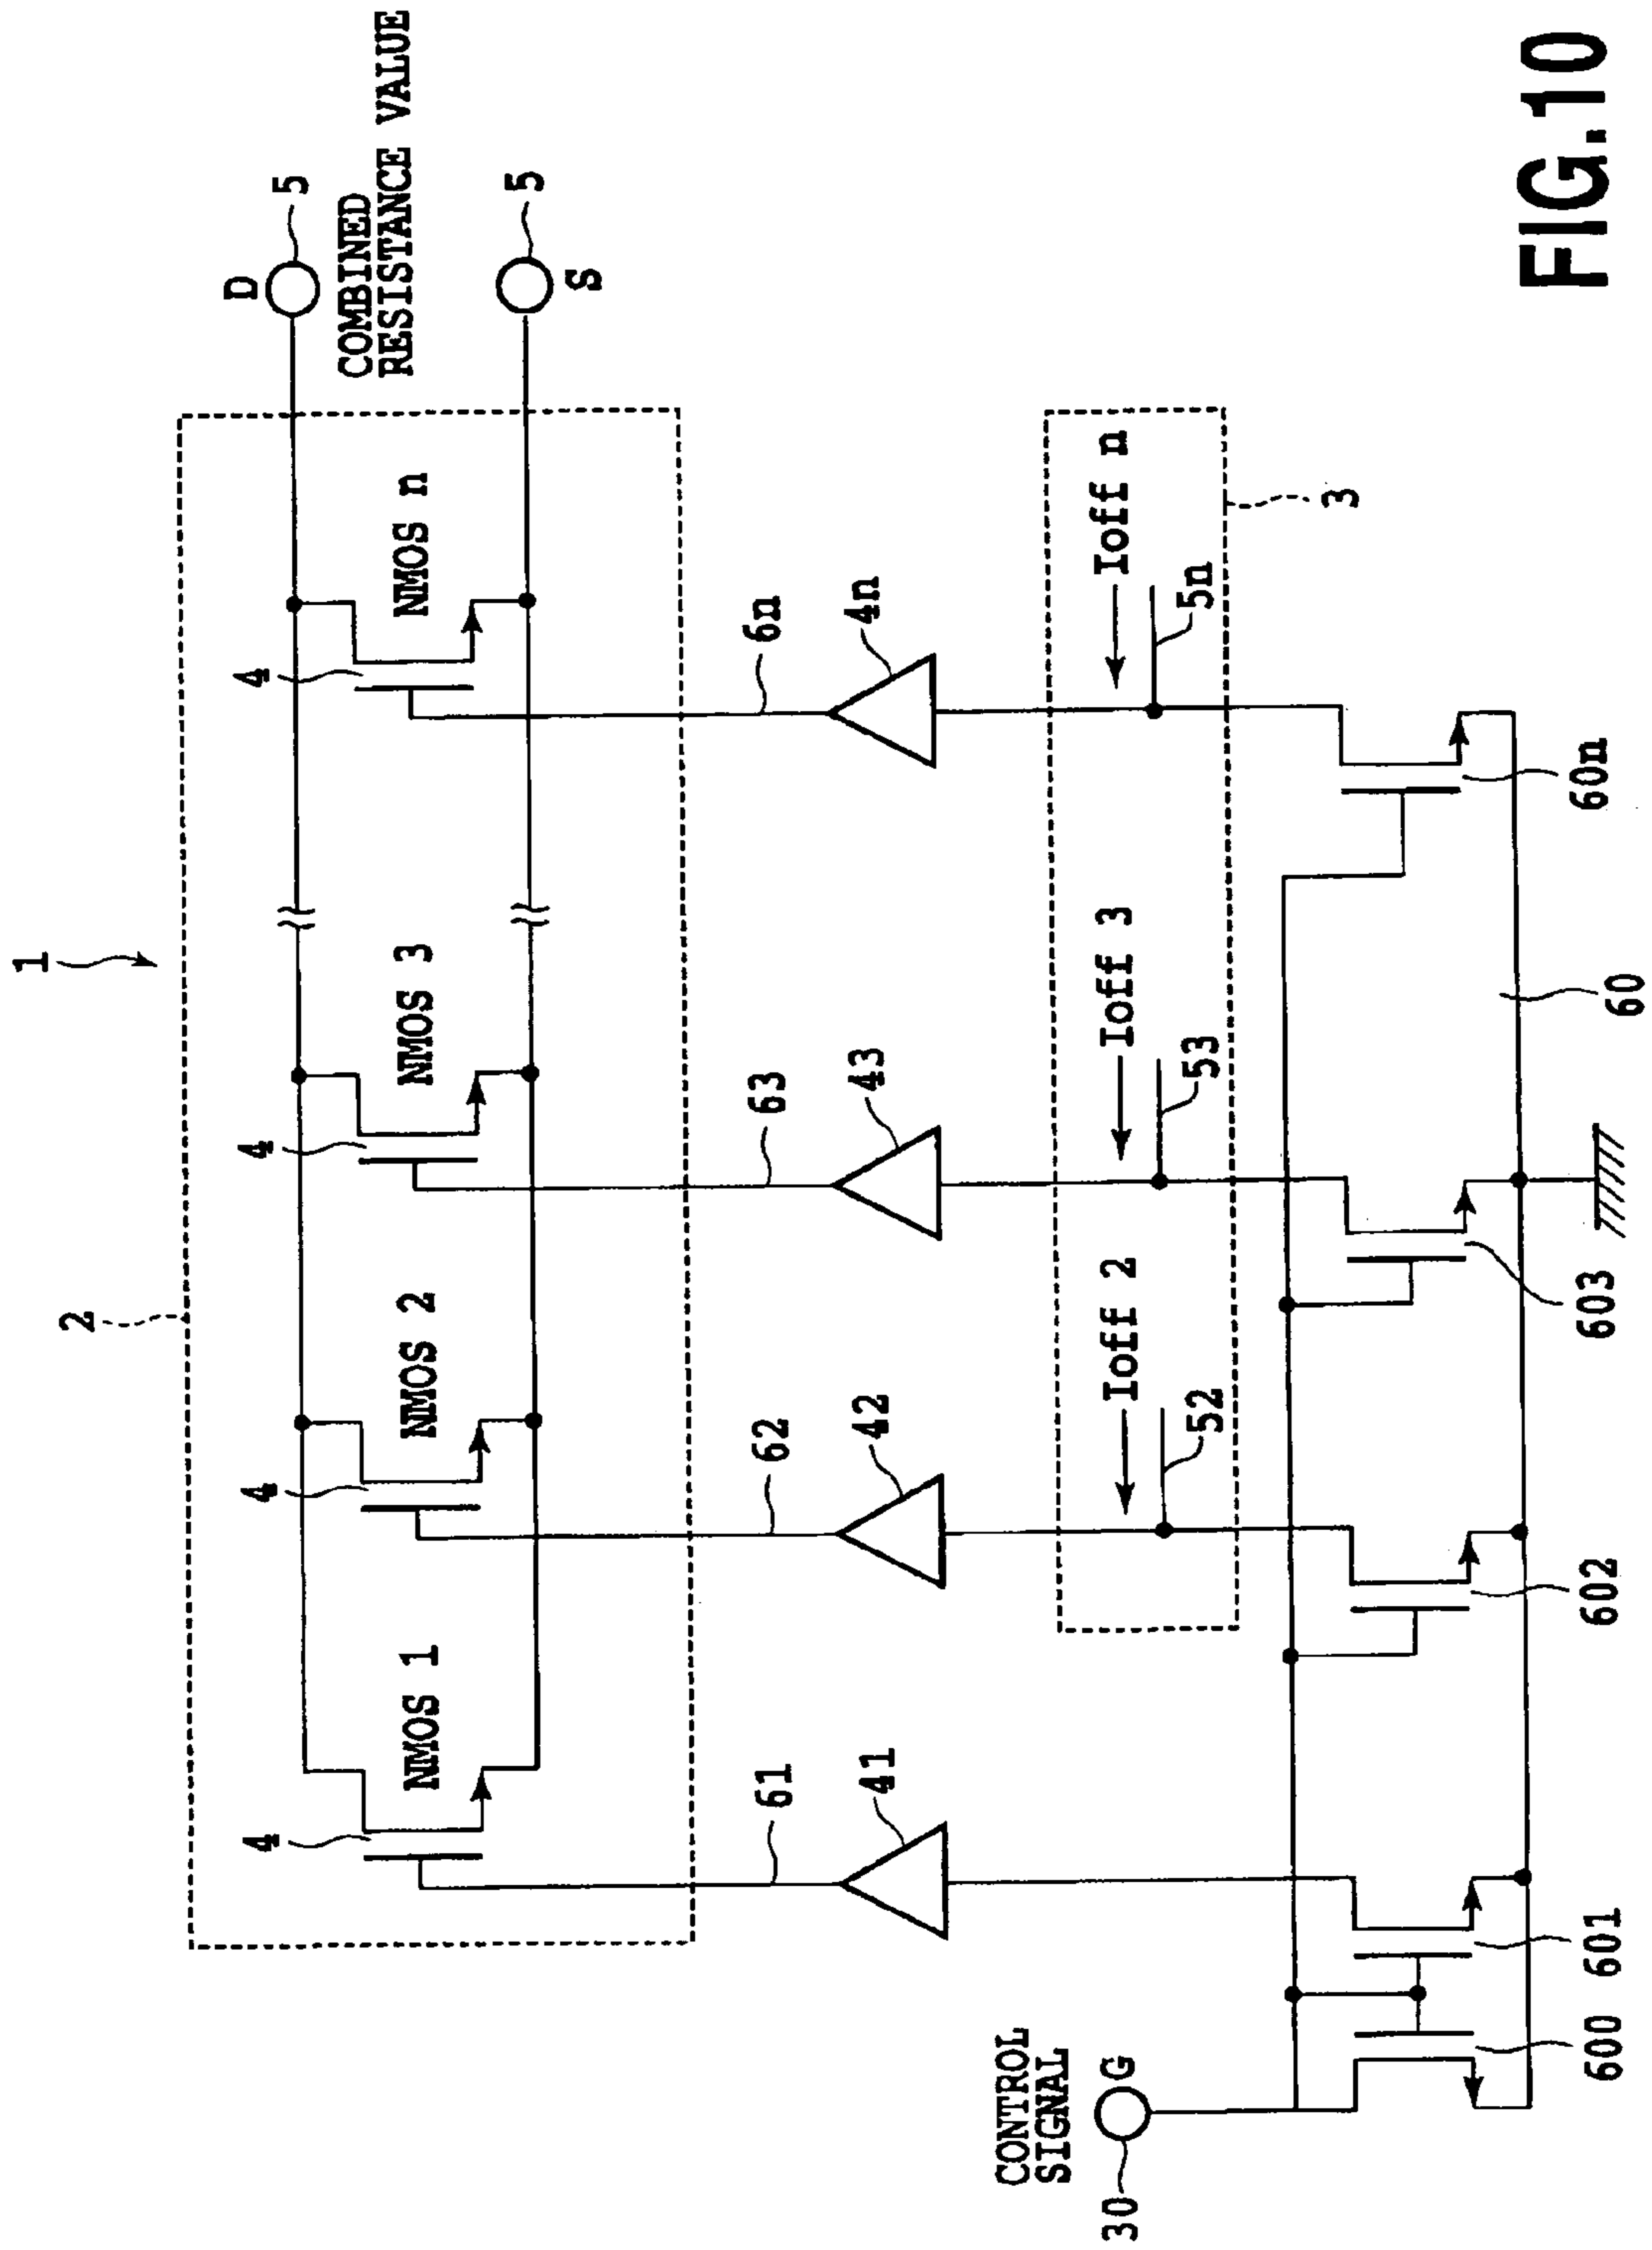 1
2
D
5
COMBINED
RESISTANCE VALUE
5
S
4
4
4
4
NMOS 1
NMOS 2
NMOS 3
NMOS n
61
62
63
6n
41
42
43
4n
CONTROL
SIGNAL
30
G
Ioff 2
Ioff 3
Ioff n
52
53
5n
3
600
601
602
603
60n
60
FIG.10